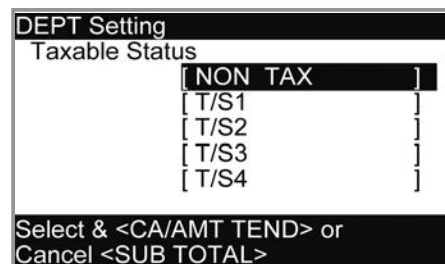 DEPT Setting
Taxable Status
[ NON TAX ]
[ T/S1 ]
[ T/S2 ]
[ T/S3 ]
[ T/S4 ]
Select & <CA/AMT TEND> or
Cancel <SUB TOTAL>